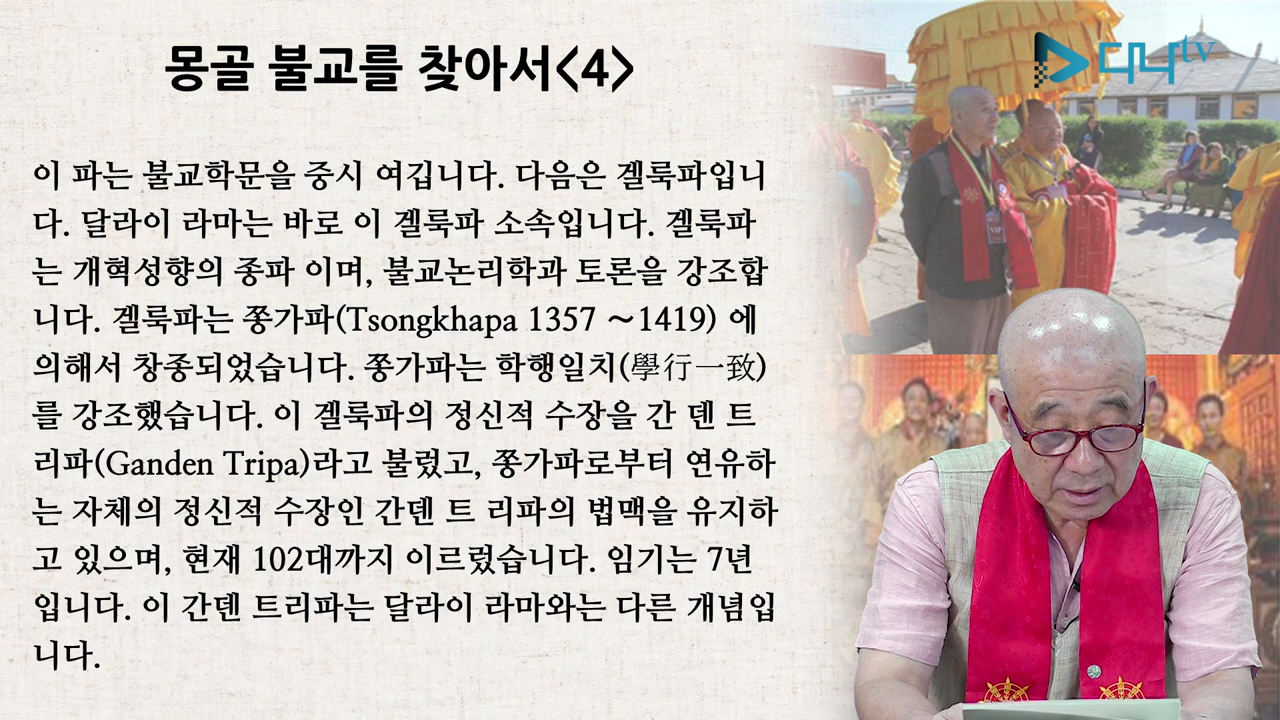 몽골 불교를 찾아서<4>
다나tv
이 파는 불교학문을 중시 여깁니다. 다음은 겔룩파입니
다. 달라이 라마는 바로 이 겔룩파 소속입니다. 겔룩파
는 개혁성향의 종파 이며, 불교논리학과 토론을 강조합
니다. 겔룩파는 쫑가파(Tsongkhapa 1357 ~1419) 에
의해서 창종되었습니다. 쫑가파는 학행일치(學行一致)
를 강조했습니다. 이 겔룩파의 정신적 수장을 간 덴 트
리파(Ganden Tripa)라고 불렀고, 쫑가파로부터 연유하
는 자체의 정신적 수장인 간덴 트 리파의 법맥을 유지하
고 있으며, 현재 102대까지 이르렀습니다. 임기는 7년
입니다. 이 간덴 트리파는 달라이 라마와는 다른 개념입
니다.
VIP